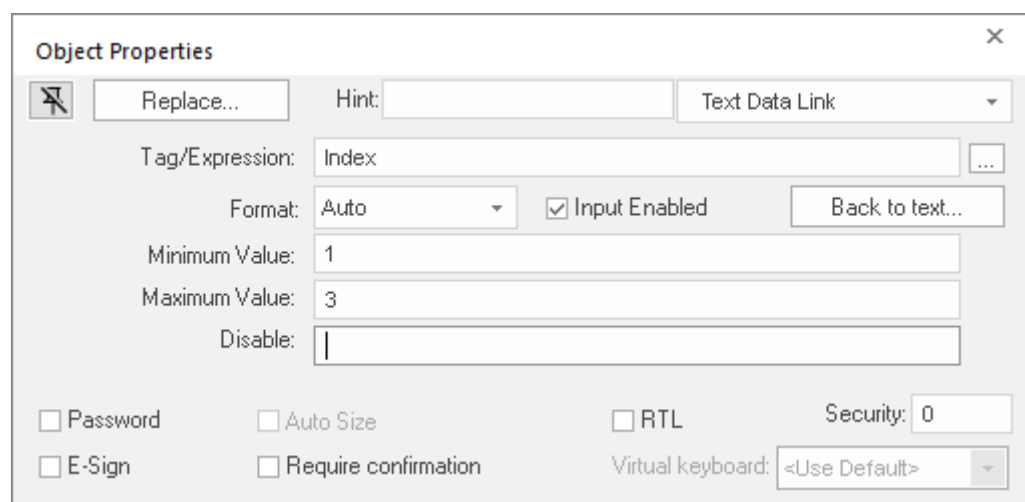 Object Properties
Replace... Hint: Text Data Link
Tag/Expression: Index ...
Format: Auto Input Enabled Back to text...
Minimum Value: 1
Maximum Value: 3
Disable:
Password Auto Size RTL Security: 0
E-Sign Require confirmation Virtual keyboard: <Use Default>